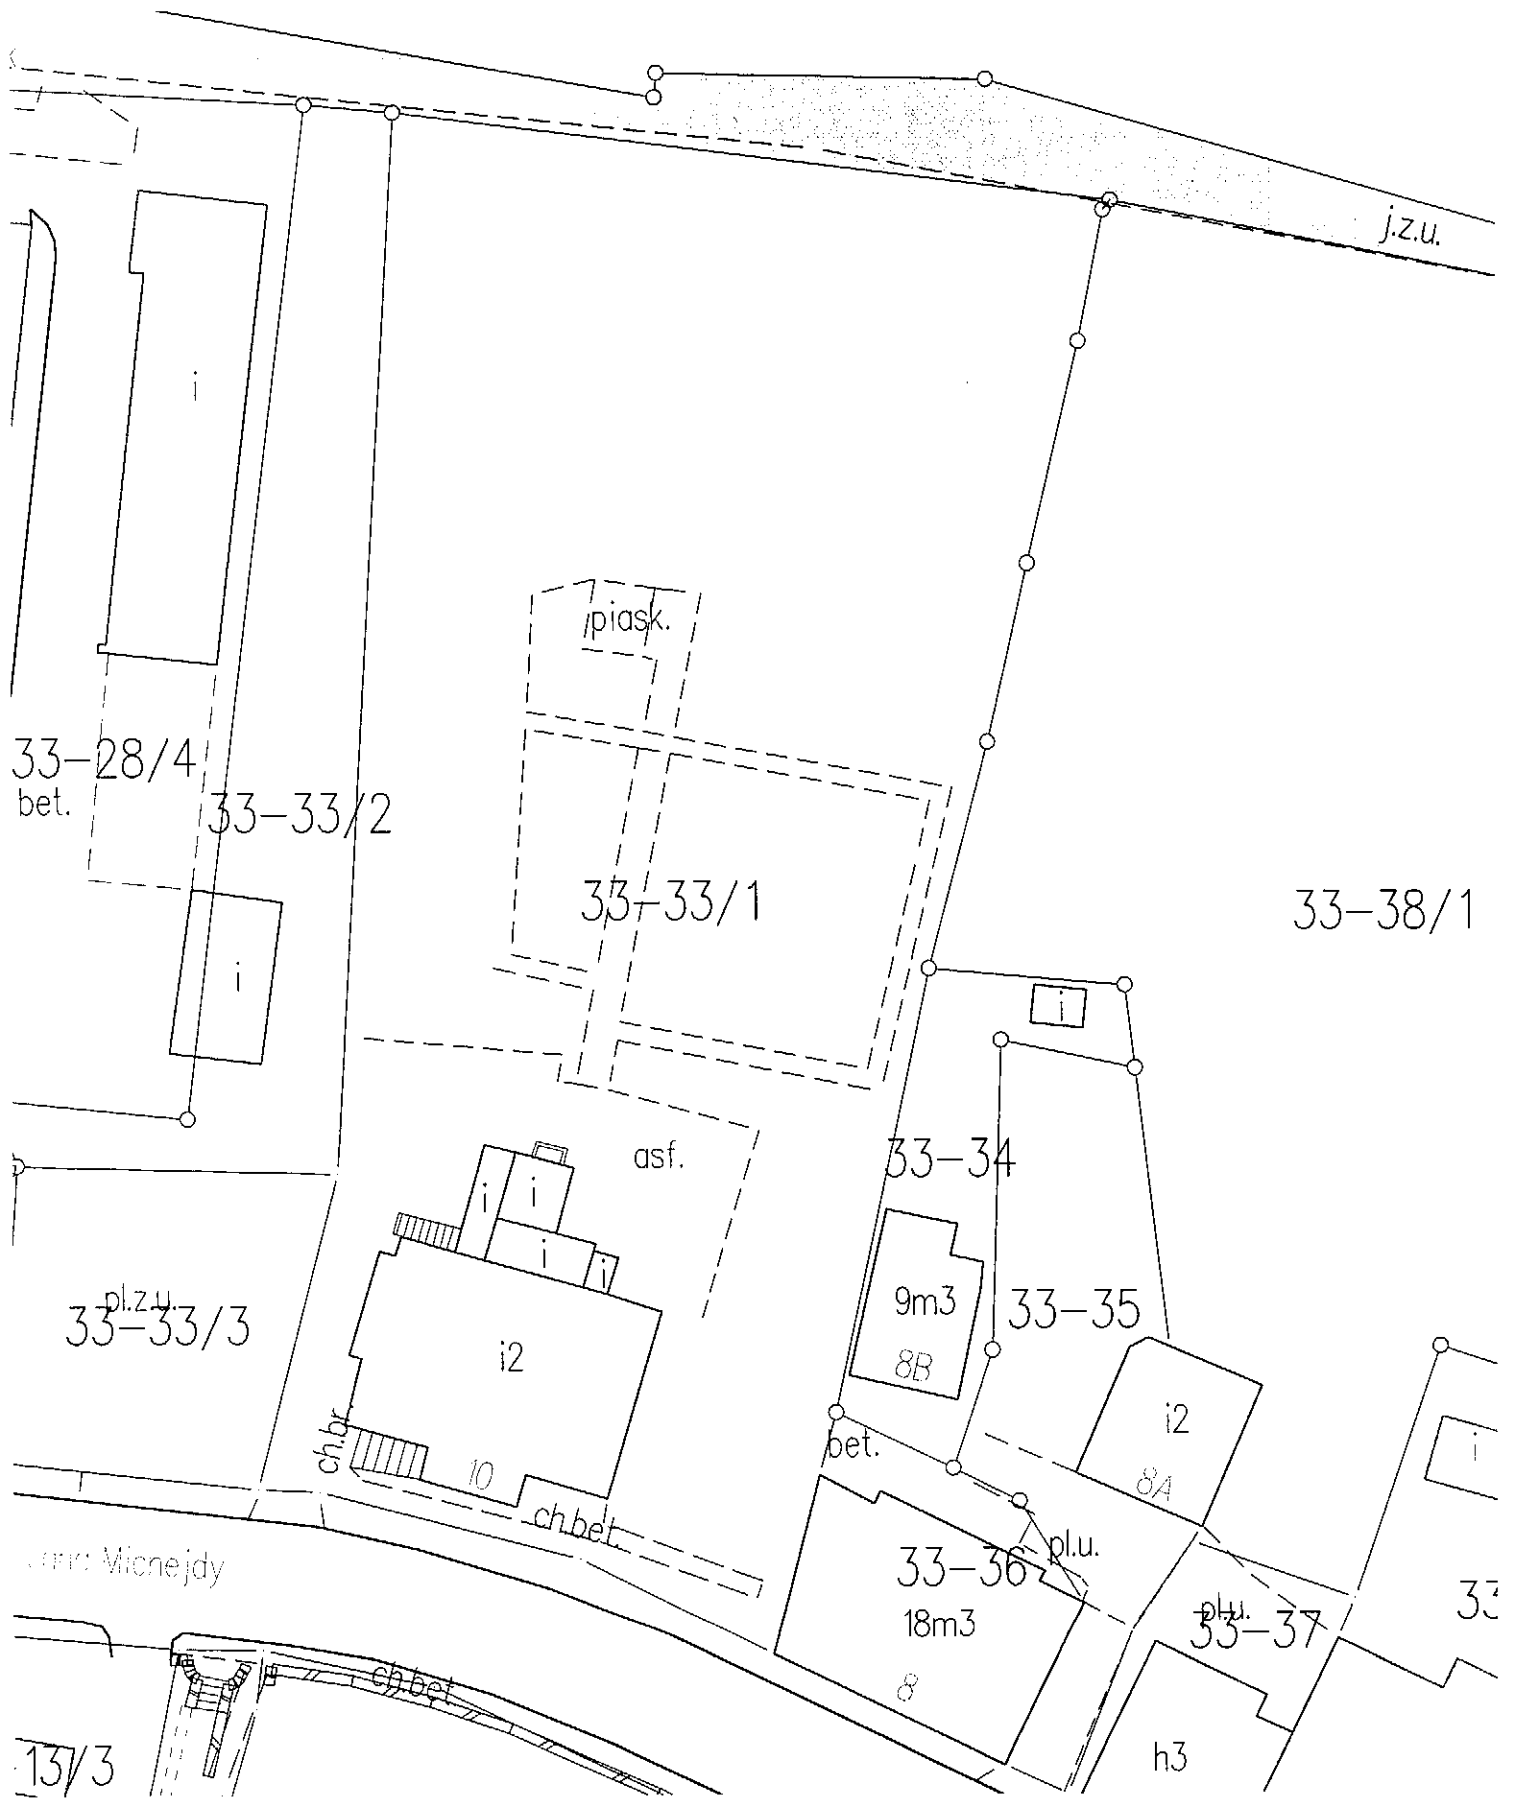 j.z.u.
i
piask.
33-28/4
bet.
33-33/2
33-33/1
33-38/1
i
i
33-34
asf.
i
i
i
i
pl.z.u.
33-33/3
9m3
33-35
8B
i2
i2
ch.br.
bet.
i
10
8A
ch.bet.
pl.u.
33-36
Micnejdy
33
18m3
pl.u.
33-37
8
ch.bet.
13/3
h3